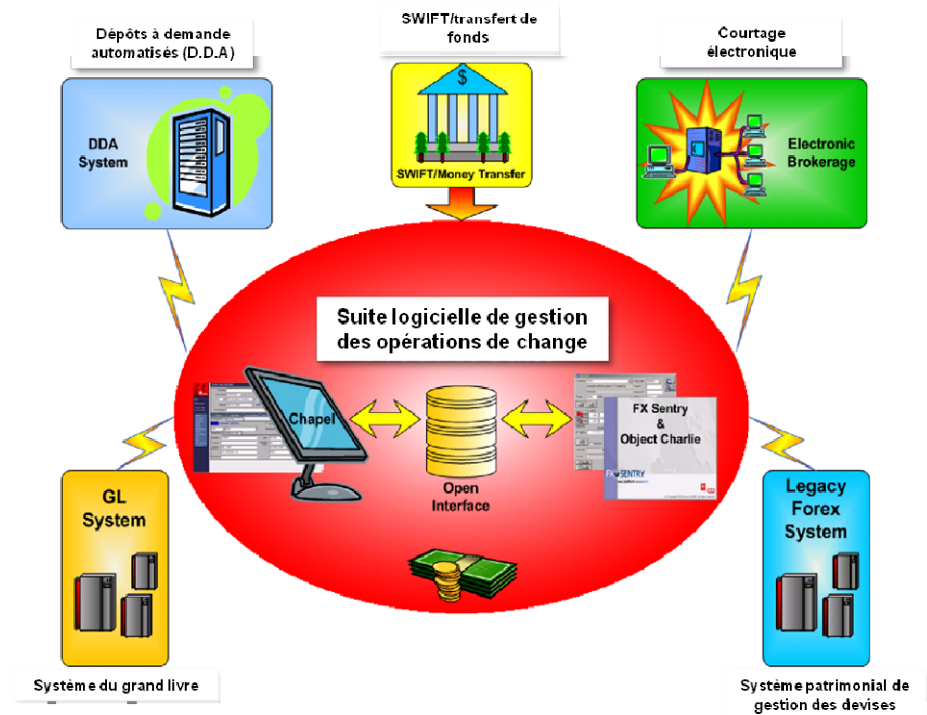 Dépôts à demande
automatisés (D.D.A)
SWIFT/transfert de
fonds
Courtage
électronique
DDA
System
$
SWIFT/Money Transfer
Electronic
Brokerage
Suite logicielle de gestion
des opérations de change
Chapel
Open
Interface
FX Sentry
&
Object Charlie
FX SENTRY
GL
System
Legacy
Forex
System
Système du grand livre
Système patrimonial de
gestion des devises